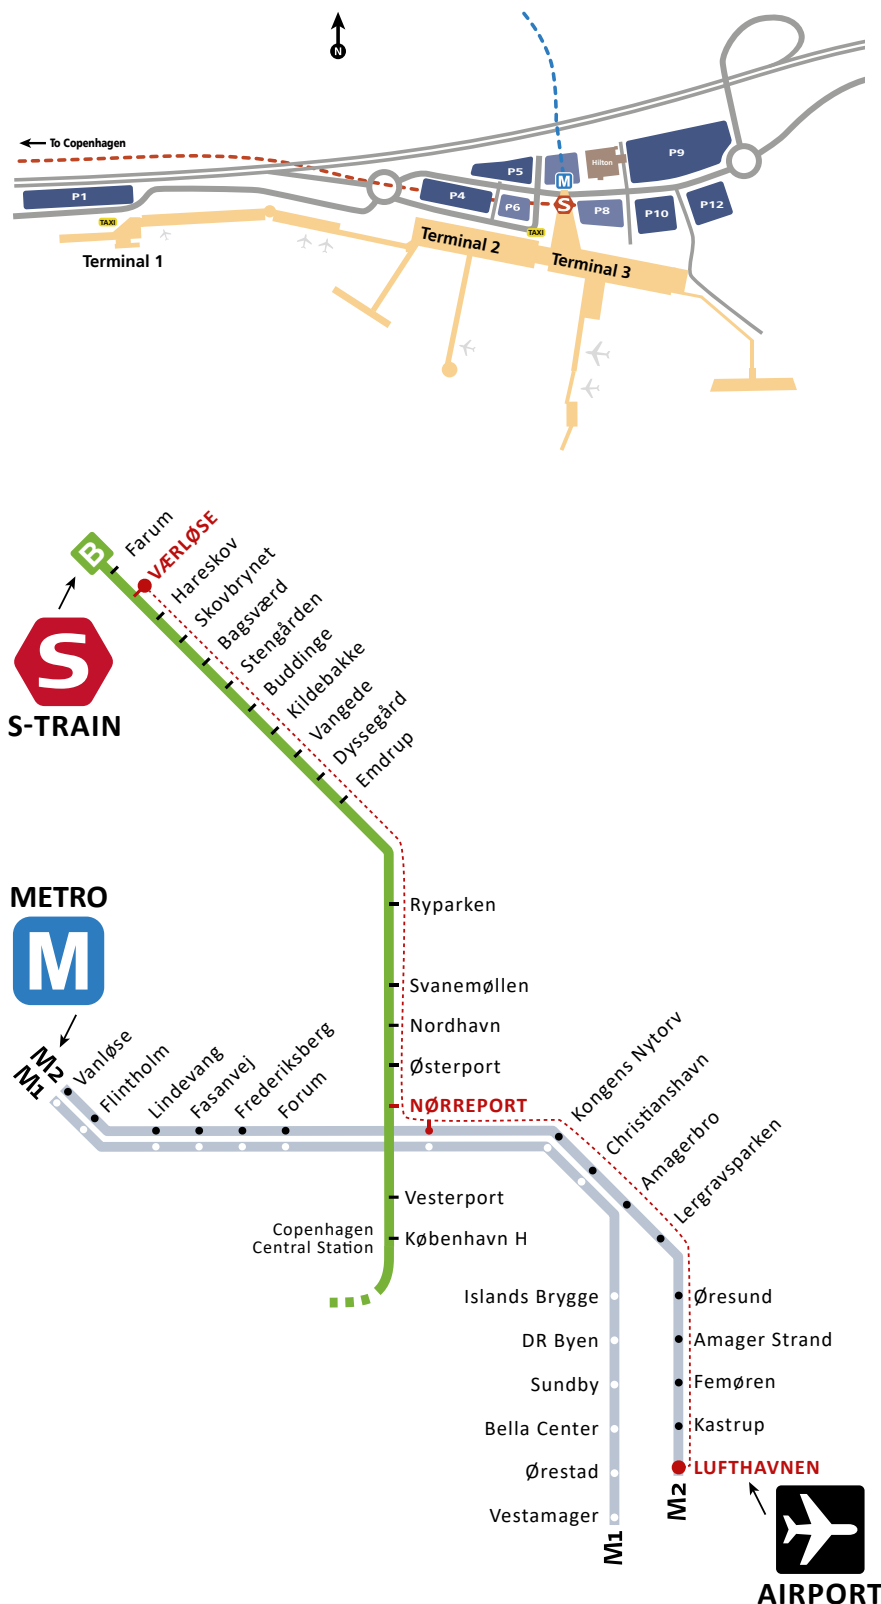 N
To Copenhagen
P1
TAXI
Terminal 1
P4
P5
P6
TAXI
M
S
Hilton
P8
P9
P10
P12
Terminal 2
Terminal 3
B
Farum
VÆRLØSE
Hareskov
Skovbrynet
Bagsværd
Stengården
Buddinge
Kildebakke
Vangede
Dyssegård
Emdrup
S
S-TRAIN
Ryparken
Svanemøllen
Nordhavn
Østerport
NØRREPORT
Vesterport
København H
Copenhagen
Central Station
METRO
M
M2
M1
Vanløse
Flintholm
Lindevang
Fasanvej
Frederiksberg
Forum
Kongens Nytorv
Christianshavn
Amagerbro
Lergravsparken
Islands Brygge
DR Byen
Sundby
Bella Center
Ørestad
Vestamager
M1
Øresund
Amager Strand
Femøren
Kastrup
LUFTHAVNEN
M2
AIRPORT